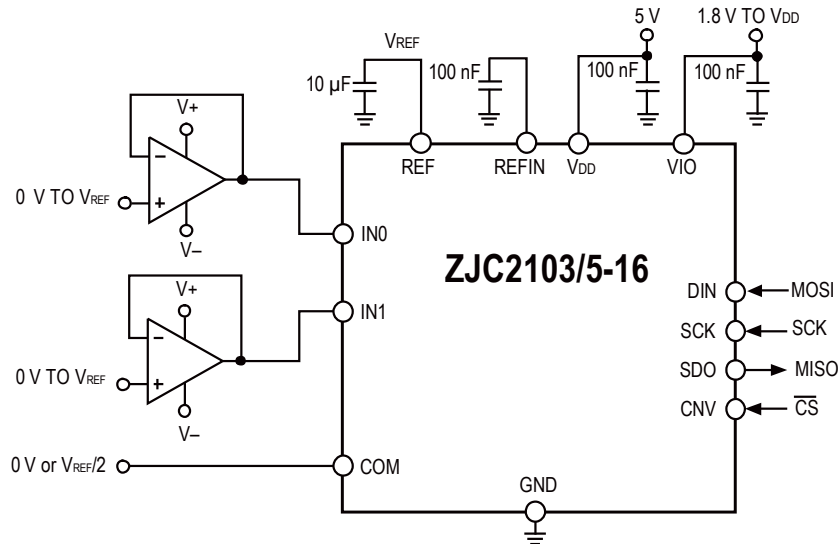 5 V
1.8 V TO VDD
VREF
10 µF
100 nF
100 nF
100 nF
REF
REFIN
VDD
VIO
V+
−
+
0 V TO VREF
V−
IN0
ZJC2103/5-16
V+
−
+
0 V TO VREF
V−
IN1
DIN
MOSI
SCK
SCK
SDO
MISO
CNV
CS
0 V or VREF/2
COM
GND